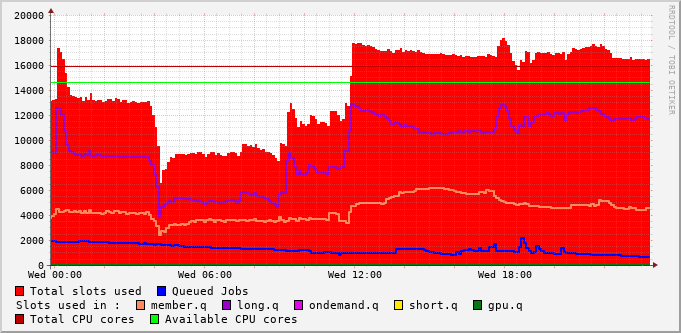 20000
18000
16000
14000
12000
10000
8000
6000
4000
2000
0
Wed 00:00 Wed 06:00 Wed 12:00 Wed 18:00
Total slots used Queued Jobs
Slots used in : member.q long.q ondemand.q short.q gpu.q
Total CPU cores Available CPU cores
RRDTOOL / TOBI OETIKER